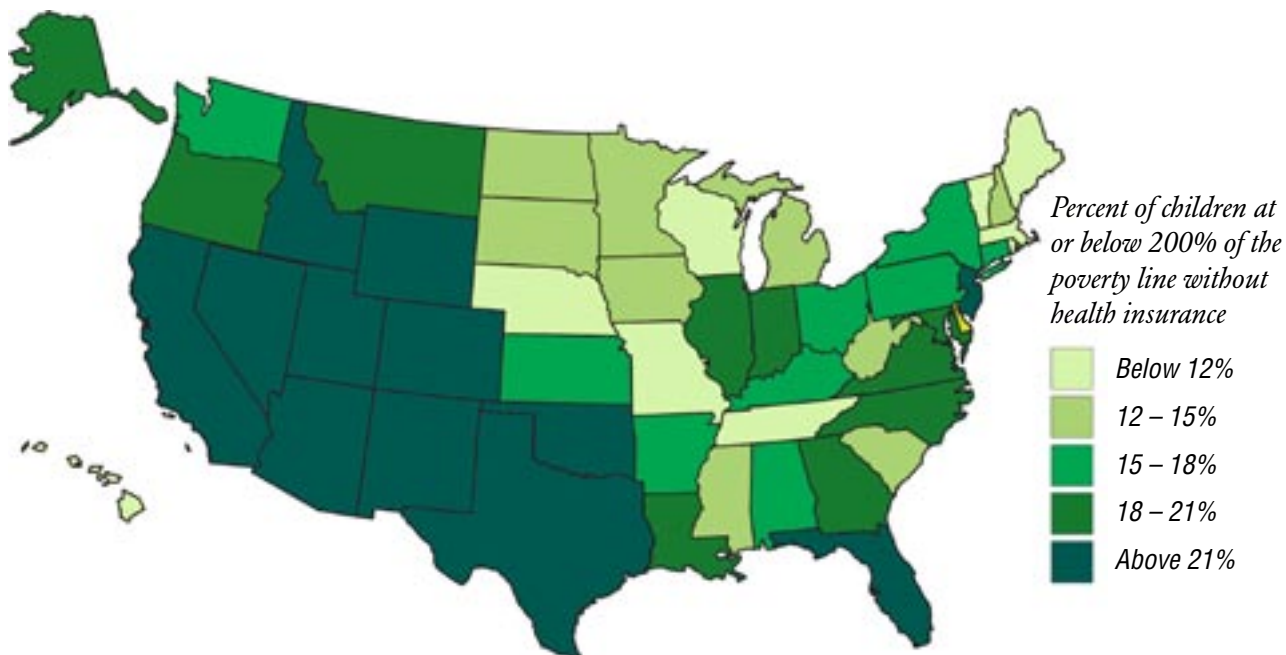 Percent of children at
or below 200% of the
poverty line without
health insurance
Below 12%
12 – 15%
15 – 18%
18 – 21%
Above 21%